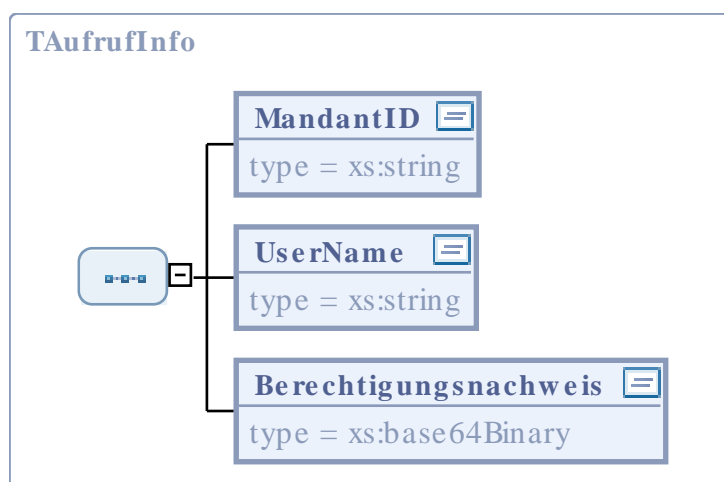 TAufrufInfo
MandantID
type = xs:string
UserName
type = xs:string
Berechtigungsnachweis
type = xs:base64Binary